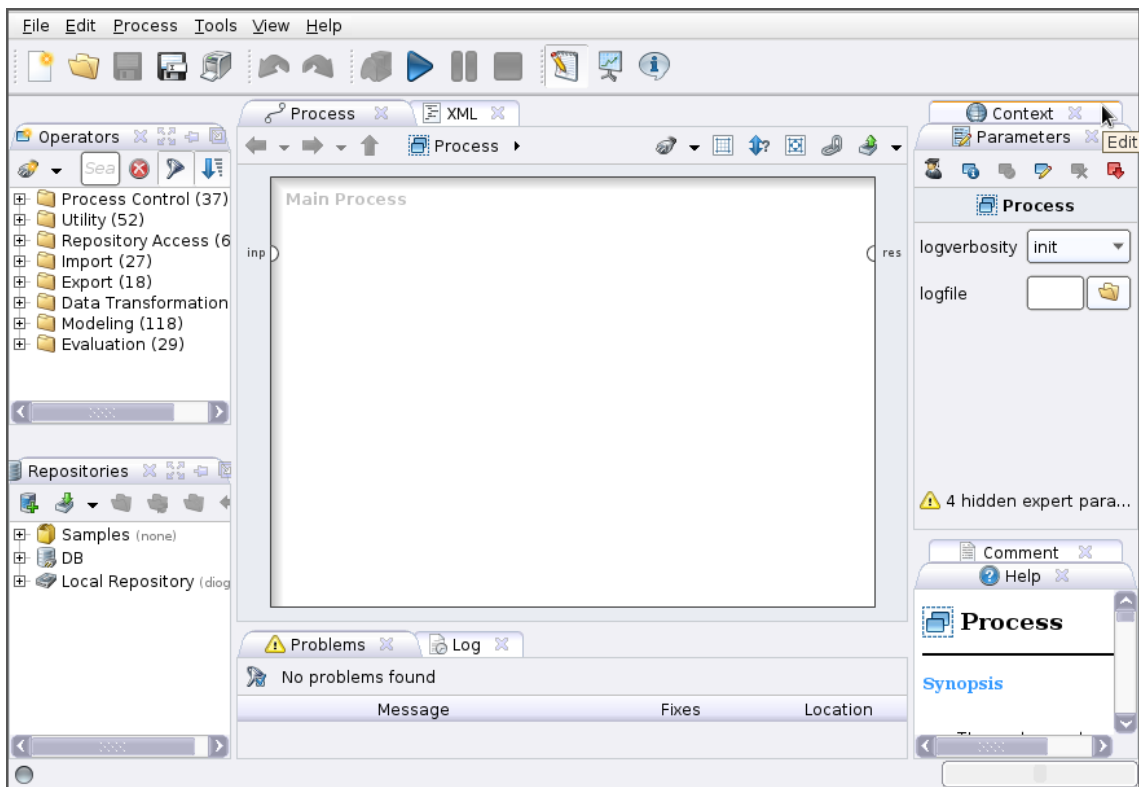 File Edit Process Tools View Help
Process
XML
Context
Operators
Parameters
Edit
Sea
Process
Process
Process Control (37)
Utility (52)
Repository Access (6
Import (27)
Export (18)
Data Transformation
Modeling (118)
Evaluation (29)
Main Process
inp
res
logverbosity init
logfile
4 hidden expert para...
Repositories
Samples (none)
DB
Local Repository (diog
Comment
Help
Process
Synopsis
Problems
Log
No problems found
Message Fixes Location